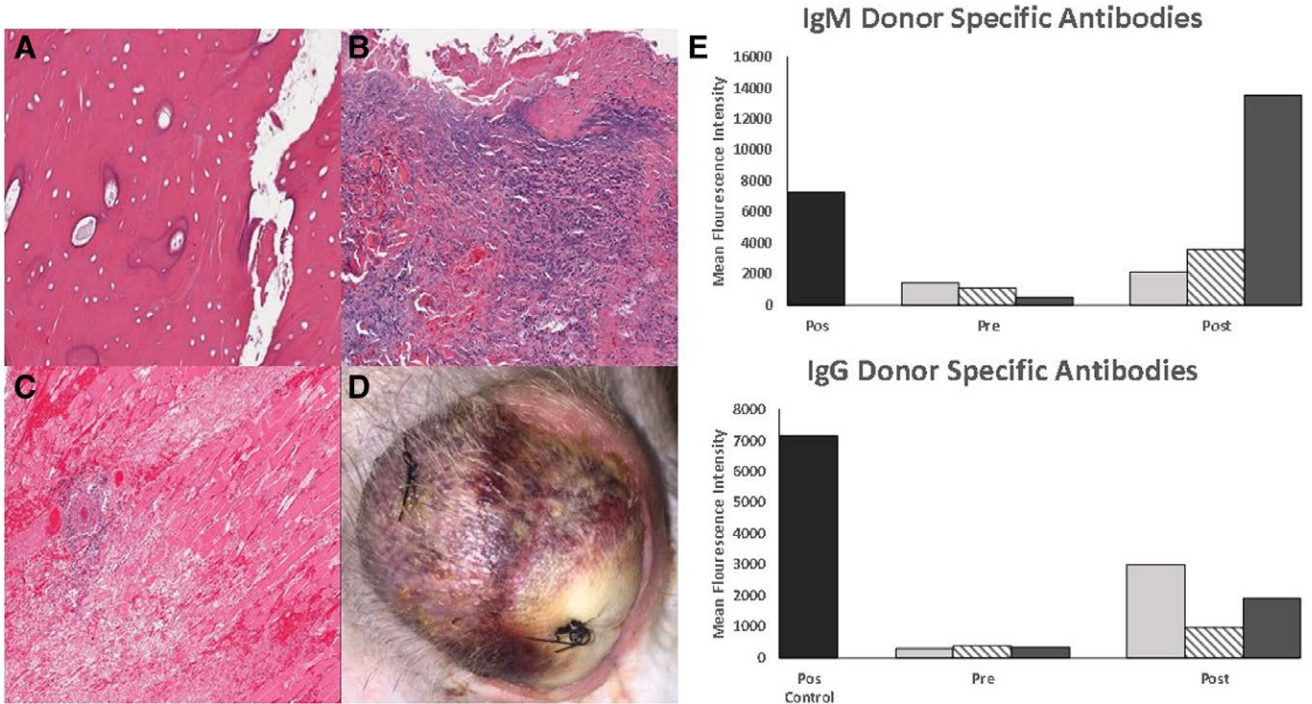 A
B
C
D
E
IgM Donor Specific Antibodies
Mean Flourescence Intensity
16000
14000
12000
10000
8000
6000
4000
2000
0
Pos
Pre
Post
IgG Donor Specific Antibodies
Mean Flourescence Intensity
8000
7000
6000
5000
4000
3000
2000
1000
0
Pos
Control
Pre
Post